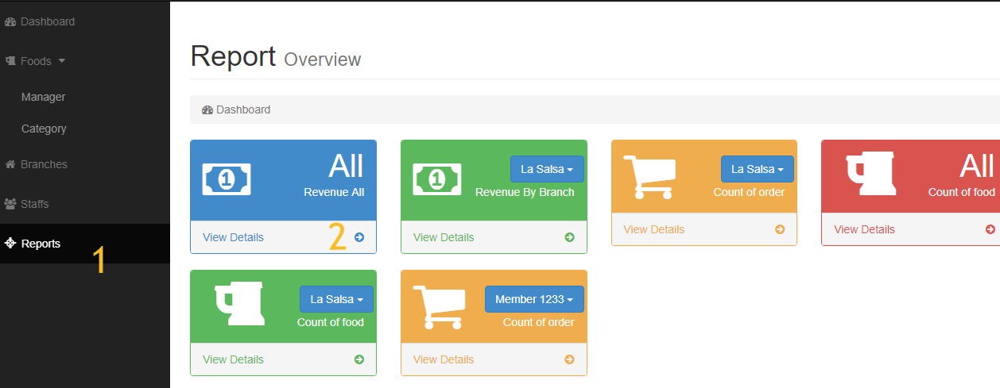 Dashboard
Foods
Manager
Category
Branches
Staffs
Reports
1
Report Overview
Dashboard
1
All
Revenue All
View Details
2
1
La Salsa
Revenue By Branch
View Details
La Salsa
Count of order
View Details
All
Count of food
View Details
La Salsa
Count of food
View Details
Member 1233
Count of order
View Details